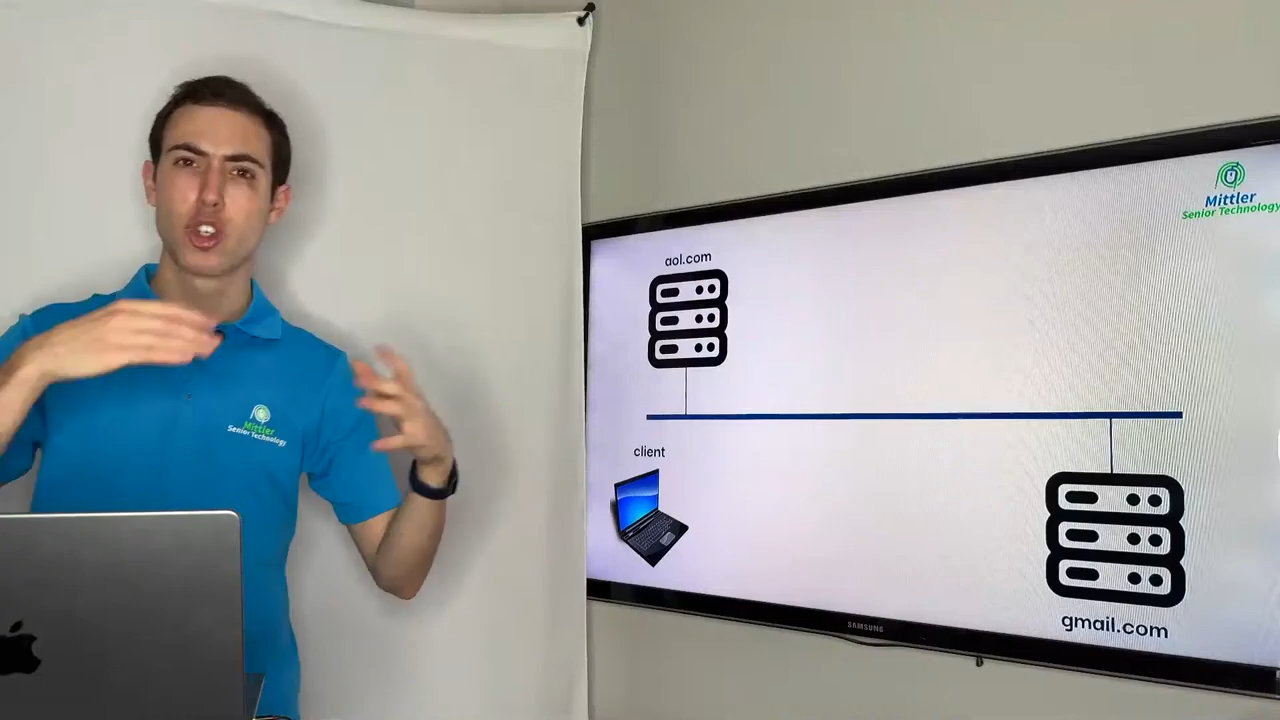 Mittler
Senior Technology
aol.com
client
gmail.com
SAMSUNG
Mittler
Senior Technology